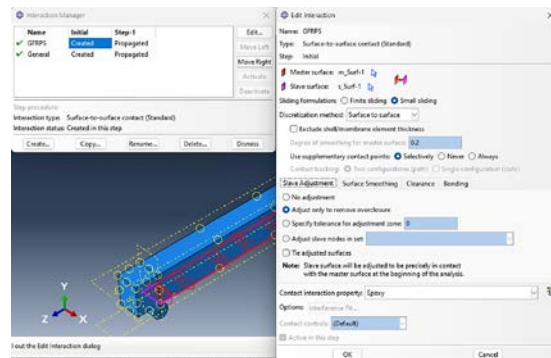 Interaction Manager
Name Initial Step-1
GFRPS Created Propagated
General Created Propagated
Edit...
Move Left
Move Right
Activate
Deactivate
Step procedure:
Interaction type: Surface-to-surface contact (Standard)
Interaction status: Created in this step
Create... Copy... Rename... Delete... Dismiss
Y
Z X
out the Edit Interaction dialog
Edit Interaction
Name: GFRPS
Type: Surface-to-surface contact (Standard)
Step: Initial
Master surface: m_Surf-1
Slave surface: s_Surf-1
Sliding formulation: Finite sliding Small sliding
Discretization method: Surface to surface
Exclude shell/membrane element thickness
Degree of smoothing for master surface: 0.2
Use supplementary contact points: Selectively Never Always
Contact tracking: Two configurations (path) Single configuration (state)
Slave Adjustment Surface Smoothing Clearance Bonding
No adjustment
Adjust only to remove overclosure
Specify tolerance for adjustment zone: 0
Adjust slave nodes in set:
Tie adjusted surfaces
Note: Slave surface will be adjusted to be precisely in contact
with the master surface at the beginning of the analysis.
Contact interaction property: Epoxy
Options: Interference Fit...
Contact controls: (Default)
Active in this step
OK Cancel